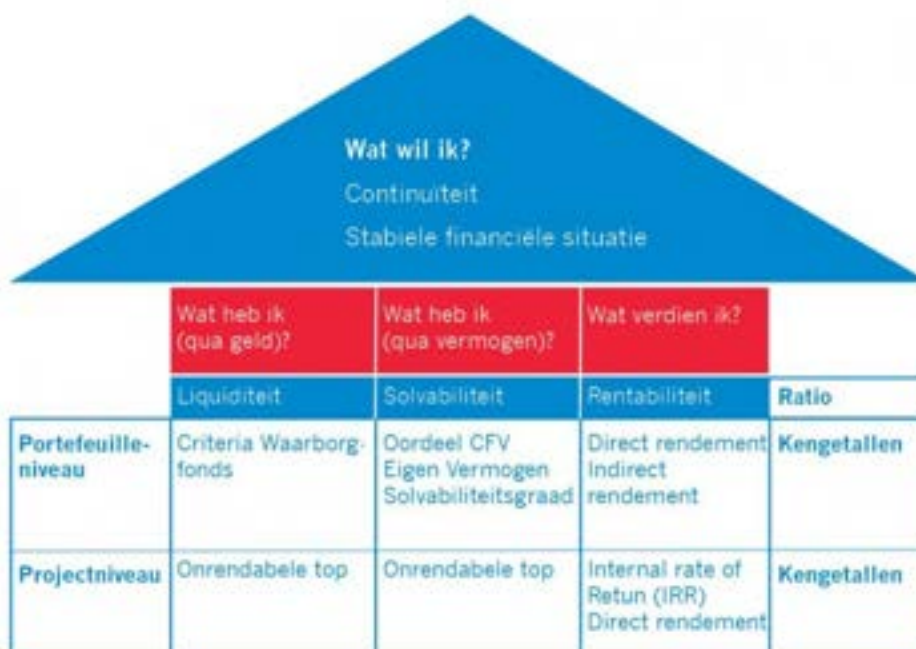 Wat wil ik?
Continuïteit
Stabiele financiële situatie
Wat heb ik
(qua geld)?
Wat heb ik
(qua vermogen)?
Wat verdien ik?
Liquiditeit
Solvabiliteit
Rentabiliteit
Ratio
Portefeuille-
niveau
Criteria Waarborg-
fonds
Oordeel CFV
Eigen Vermogen
Solvabiliteitsgraad
Direct rendement
Indirect
rendement
Kengetallen
Projectniveau
Onrendabele top
Onrendabele top
Internal rate of
Retun (IRR)
Direct rendement
Kengetallen